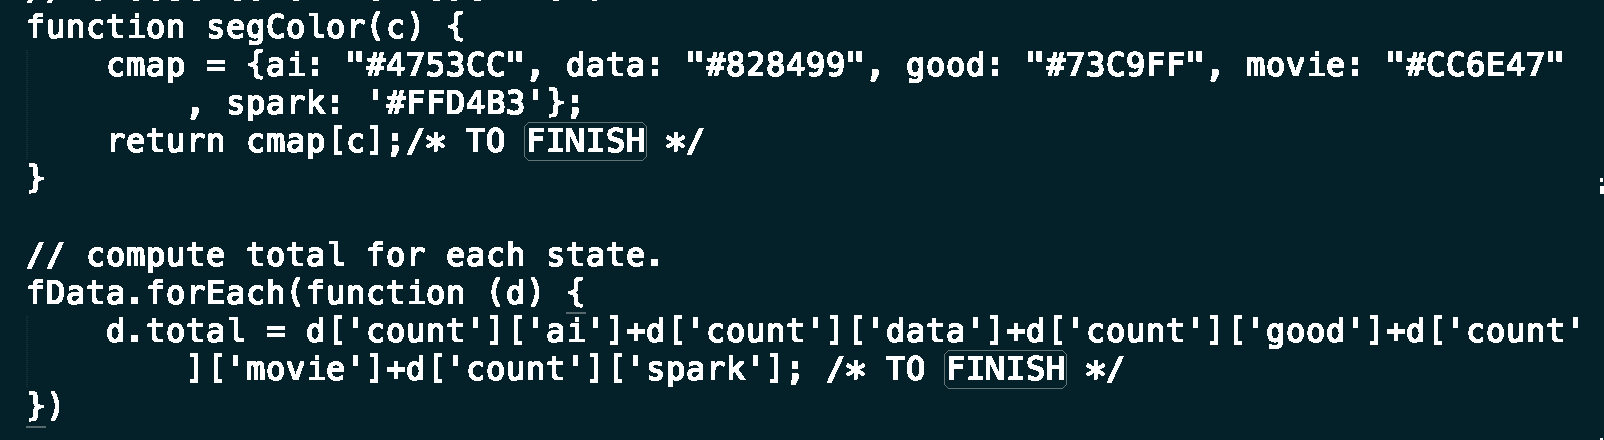 function segColor(c) {
    cmap = {ai: "#4753CC", data: "#828499", good: "#73C9FF", movie: "#CC6E47"
        , spark: '#FFD4B3'};
    return cmap[c];/* TO FINISH */
}

// compute total for each state.
fData.forEach(function (d) {
    d.total = d['count']['ai']+d['count']['data']+d['count']['good']+d['count'
        ]['movie']+d['count']['spark']; /* TO FINISH */
})